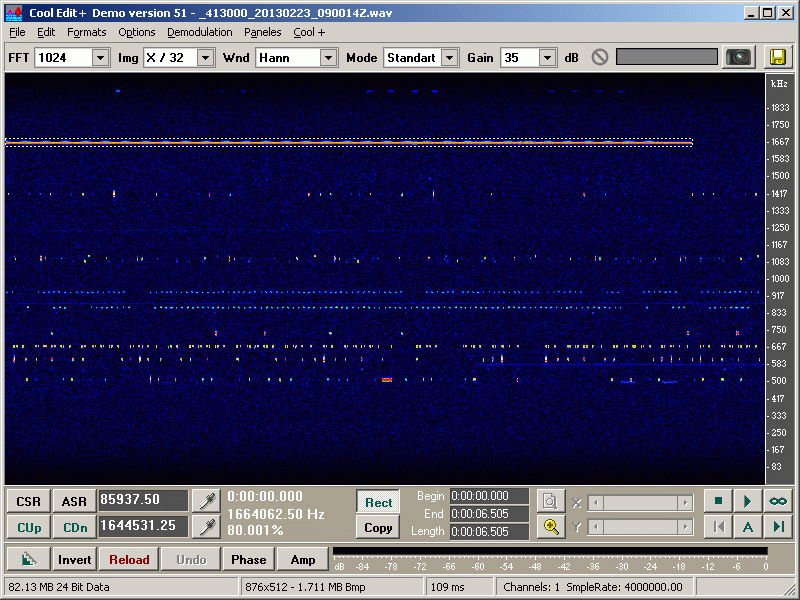 Cool Edit+ Demo version 51 - _413000_20130223_090014Z.wav
File Edit Formats Options Demodulation Paneles Cool +
FFT 1024 Img X / 32 Wnd Hann Mode Standart Gain 35 dB
kHz
1833
1750
1667
1583
1500
1417
1333
1250
1167
1083
1000
917
833
750
667
583
500
417
333
250
167
83
CSR ASR 85937.50 0:00:00.000 Rect Begin 0:00:00.000 X
1664062.50 Hz End 0:00:06.505
CUp CDn 1644531.25 80.001% Copy Length 0:00:06.505 Y A
Invert Reload Undo Phase Amp
dB -84 -78 -72 -66 -60 -54 -48 -42 -36 -30 -24 -18 -12 -6 0
82.13 MB 24 Bit Data 876x512 - 1.711 MB Bmp 109 ms Channels: 1 SmpleRate: 4000000.00